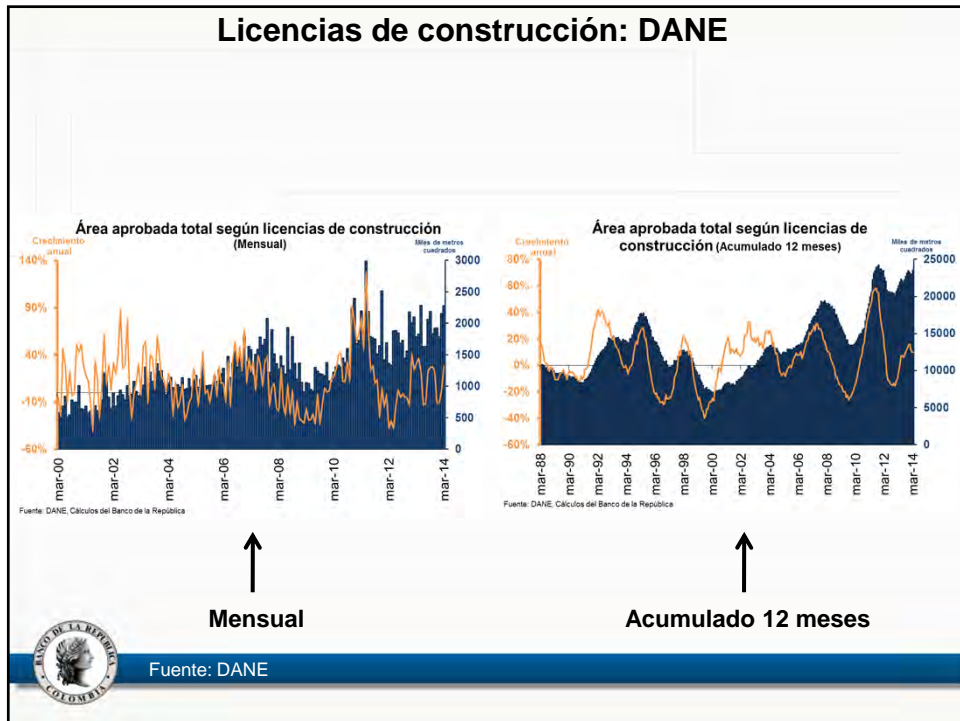 Licencias de construcción: DANE
Área aprobada total según licencias de construcción
(Mensual)
Crecimiento
anual
Miles de metros
cuadrados
140%
90%
40%
-10%
-60%
3000
2500
2000
1500
1000
500
0
mar-00
mar-02
mar-04
mar-06
mar-08
mar-10
mar-12
mar-14
Fuente: DANE, Cálculos del Banco de la República
Área aprobada total según licencias de
construcción (Acumulado 12 meses)
Crecimiento
anual
Miles de metros
cuadrados
80%
60%
40%
20%
0%
-20%
-40%
-60%
25000
20000
15000
10000
5000
0
mar-88
mar-90
mar-92
mar-94
mar-96
mar-98
mar-00
mar-02
mar-04
mar-06
mar-08
mar-10
mar-12
mar-14
Fuente: DANE, Cálculos del Banco de la República
Mensual
Acumulado 12 meses
BANCO DE LA REPUBLICA
COLOMBIA
Fuente: DANE